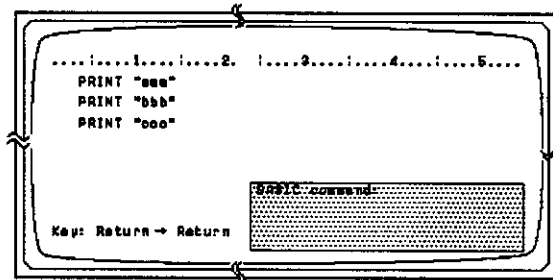 ....¦....1....¦....2. ¦....3....¦....4....¦....5....
PRINT "aaa"
PRINT "bbb"
PRINT "ccc"
BASIC command:
Key: Return → Return